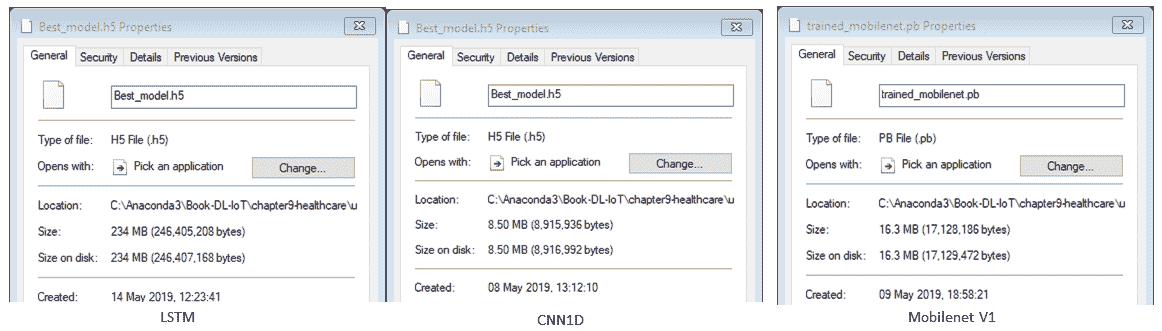 Best_model.h5 Properties
General Security Details Previous Versions
Best_model.h5
Type of file: H5 File (.h5)
Opens with: Pick an application Change...
Location: C:\Anaconda3\Book-DL-IoT\chapter9-healthcare\u
Size: 234 MB (246,405,208 bytes)
Size on disk: 234 MB (246,407,168 bytes)
Created: 14 May 2019, 12:23:41
LSTM
Best_model.h5 Properties
General Security Details Previous Versions
Best_model.h5
Type of file: H5 File (.h5)
Opens with: Pick an application Change...
Location: C:\Anaconda3\Book-DL-IoT\chapter9-healthcare\u
Size: 8.50 MB (8,915,936 bytes)
Size on disk: 8.50 MB (8,916,992 bytes)
Created: 08 May 2019, 13:12:10
CNN1D
trained_mobilenet.pb Properties
General Security Details Previous Versions
trained_mobilenet.pb
Type of file: PB File (.pb)
Opens with: Pick an application Change...
Location: C:\Anaconda3\Book-DL-IoT\chapter9-healthcare\u
Size: 16.3 MB (17,128,186 bytes)
Size on disk: 16.3 MB (17,129,472 bytes)
Created: 09 May 2019, 18:58:21
Mobilenet V1